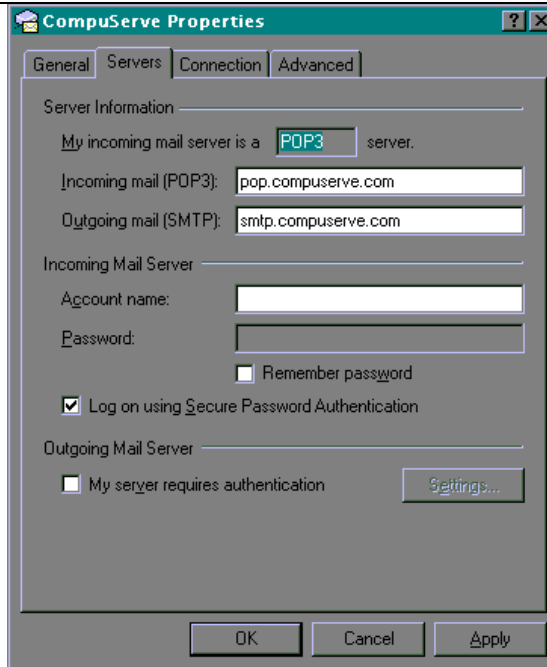 CompuServe Properties
General Servers Connection Advanced
Server Information
My incoming mail server is a POP3 server.
Incoming mail (POP3): pop.compuserve.com
Outgoing mail (SMTP): smtp.compuserve.com
Incoming Mail Server
Account name:
Password:
Remember password
Log on using Secure Password Authentication
Outgoing Mail Server
My server requires authentication Settings...
OK Cancel Apply